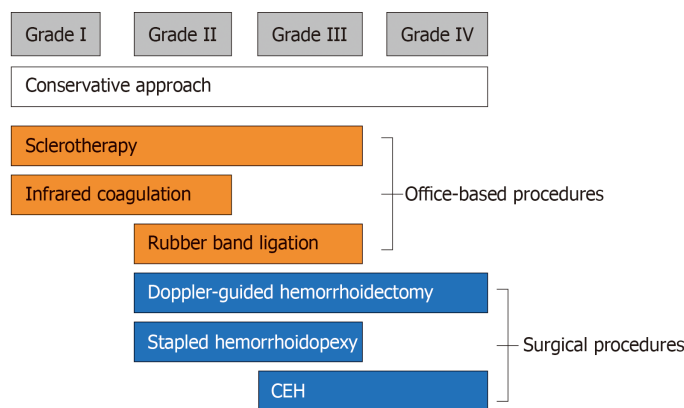 Grade I
Grade II
Grade III
Grade IV
Conservative approach
Sclerotherapy
Infrared coagulation
Office-based procedures
Rubber band ligation
Doppler-guided hemorrhoidectomy
Stapled hemorrhoidopexy
Surgical procedures
CEH